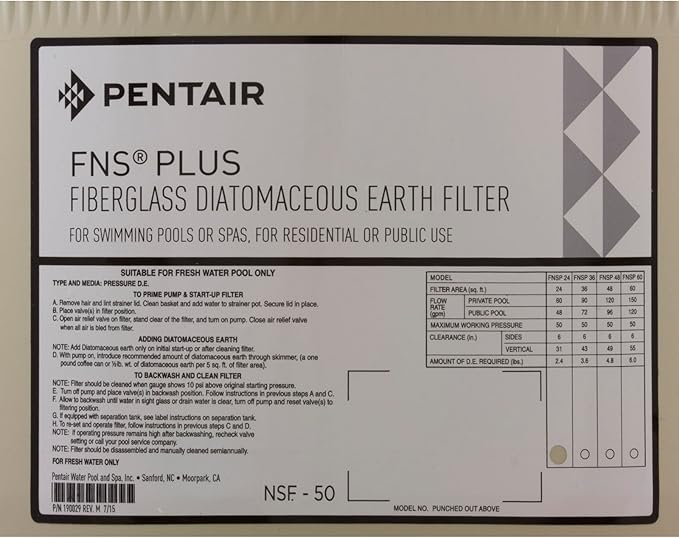 PENTAIR
FNS® PLUS
FIBERGLASS DIATOMACEOUS EARTH FILTER
FOR SWIMMING POOLS OR SPAS, FOR RESIDENTIAL OR PUBLIC USE
SUITABLE FOR FRESH WATER POOL ONLY
TYPE AND MEDIA: PRESSURE D.E.
TO PRIME PUMP & START-UP FILTER
A. Remove hair and lint strainer lid. Clean basket and add water to strainer pot. Secure lid in place.
B. Place valve(s) in filter position.
C. Open air relief valve on filter, stand clear of the filter, and turn on pump. Close air relief valve
when all air is bled from filter.
ADDING DIATOMACEOUS EARTH
NOTE: Add Diatomaceous Earth only on initial start-up or after cleaning filter.
D. With pump on, introduce recommended amount of diatomaceous earth through skimmer, (a one
pound coffee can or ½lb. wt. of diatomaceous earth per 5 sq. ft. of filter area).
TO BACKWASH AND CLEAN FILTER
NOTE: Filter should be cleaned when gauge shows 10 psi above original starting pressure.
E. Turn off pump and place valve(s) in backwash position. Follow instructions in previous steps A and C.
F. Allow to backwash until water in sight glass or drain water is clear, turn off pump and reset valve(s) to
filtering position.
G. If equipped with separation tank, see label instructions on separation tank.
H. To re-set and operate filter, follow instructions in previous steps C and D.
NOTE: If operating pressure remains high after backwashing, recheck valve
setting or call your pool service company.
NOTE: Filter should be disassembled and manually cleaned semiannually.
FOR FRESH WATER ONLY
Pentair Water Pool and Spa, Inc. • Sanford, NC • Moorpark, CA
P/N 190029 REV. M 7/15
NSF - 50
MODEL FNSP 24 FNSP 36 FNSP 48 FNSP 60
FILTER AREA (sq. ft.) 24 36 48 60
FLOW RATE (gpm) PRIVATE POOL 60 90 120 150
PUBLIC POOL 48 72 96 120
MAXIMUM WORKING PRESSURE 50 50 50 50
CLEARANCE (in.) SIDES 6 6 6 6
VERTICAL 31 43 49 55
AMOUNT OF D.E. REQUIRED (lbs.) 2.4 3.6 4.8 6.0
MODEL NO. PUNCHED OUT ABOVE